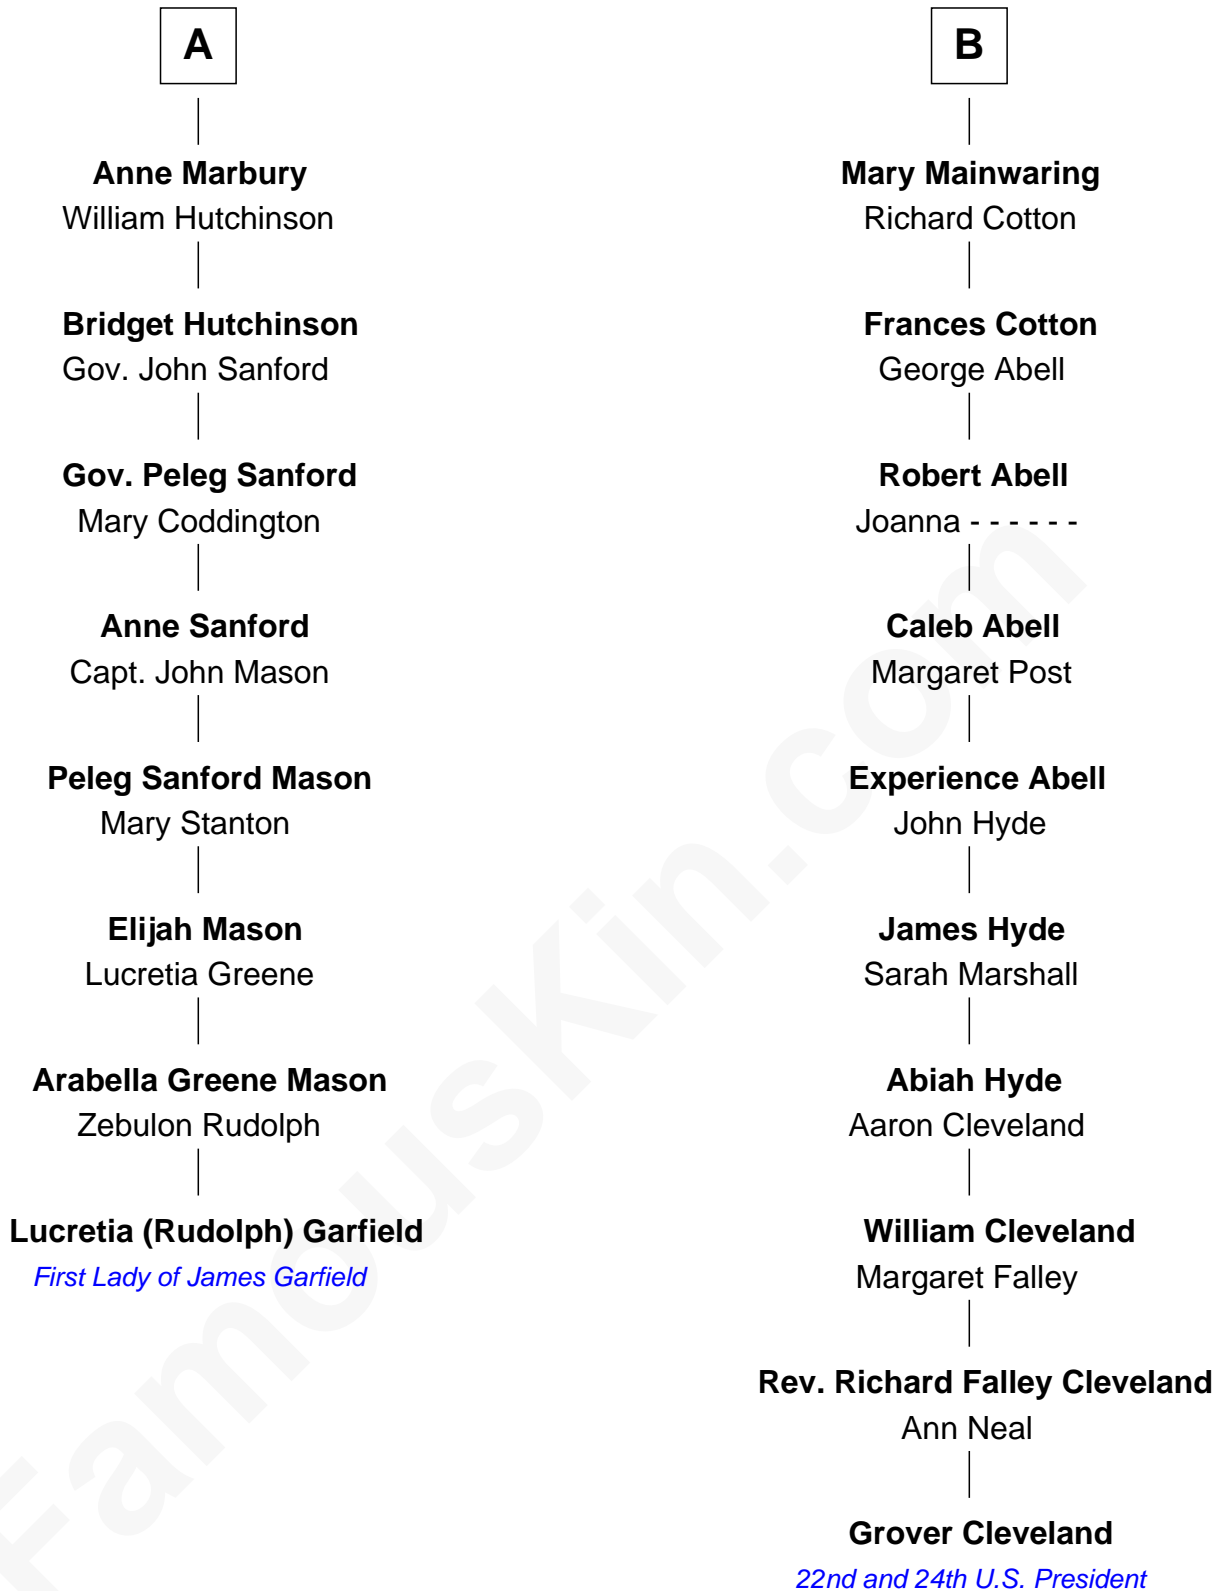 A
Anne Marbury
William Hutchinson
Bridget Hutchinson
Gov. John Sanford
Gov. Peleg Sanford
Mary Coddington
Anne Sanford
Capt. John Mason
Peleg Sanford Mason
Mary Stanton
Elijah Mason
Lucretia Greene
Arabella Greene Mason
Zebulon Rudolph
Lucretia (Rudolph) Garfield
First Lady of James Garfield
B
Mary Mainwaring
Richard Cotton
Frances Cotton
George Abell
Robert Abell
Joanna - - - - - -
Caleb Abell
Margaret Post
Experience Abell
John Hyde
James Hyde
Sarah Marshall
Abiah Hyde
Aaron Cleveland
William Cleveland
Margaret Falley
Rev. Richard Falley Cleveland
Ann Neal
Grover Cleveland
22nd and 24th U.S. President
FamousKin.com